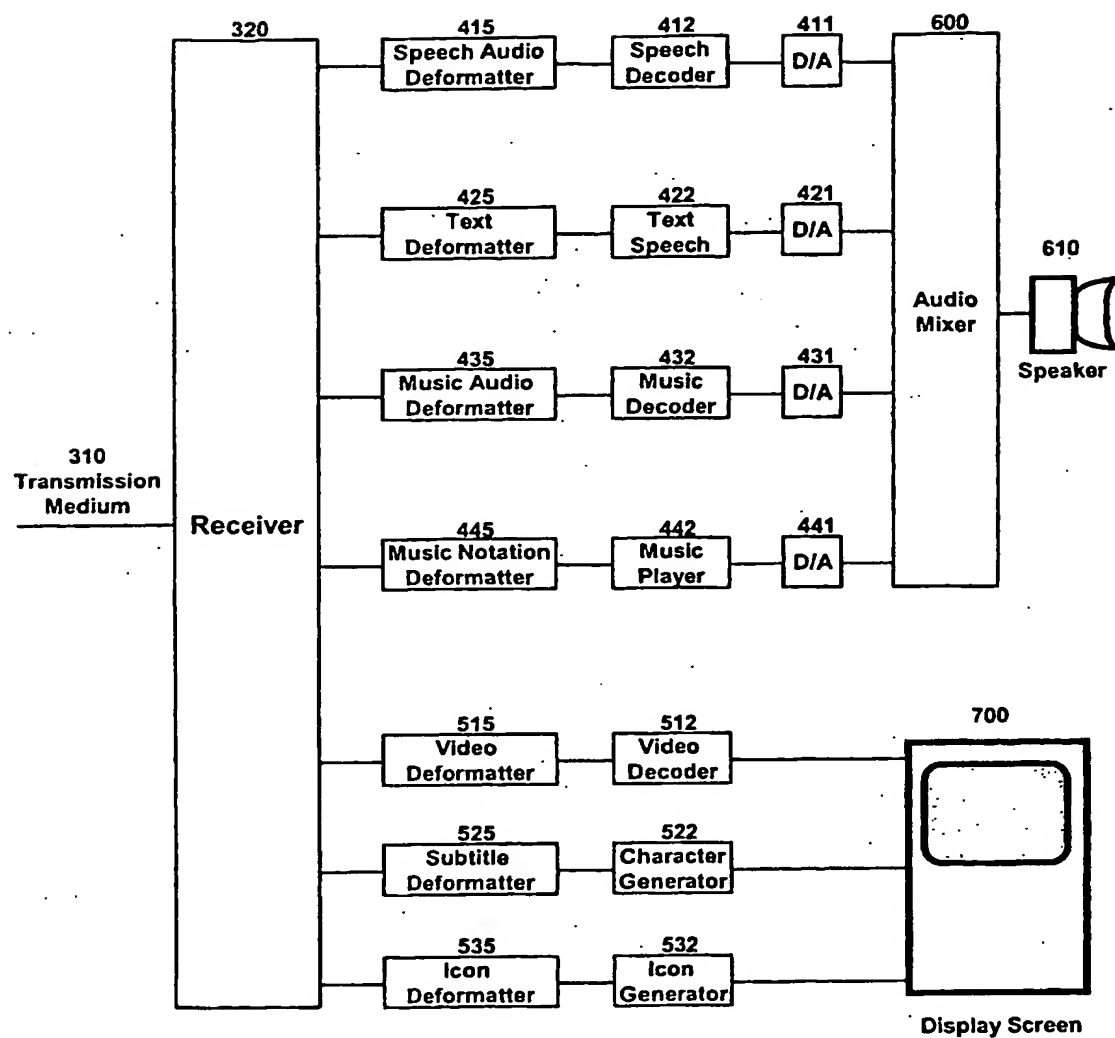 320
415
412
411
600
Speech Audio
Deformatter
Speech
Decoder
D/A
425
422
421
Text
Deformatter
Text
Speech
D/A
610
Audio
Mixer
Speaker
435
432
431
Music Audio
Deformatter
Music
Decoder
D/A
310
Transmission
Medium
Receiver
445
442
441
Music Notation
Deformatter
Music
Player
D/A
515
512
700
Video
Deformatter
Video
Decoder
525
522
Subtitle
Deformatter
Character
Generator
535
532
Icon
Deformatter
Icon
Generator
Display Screen